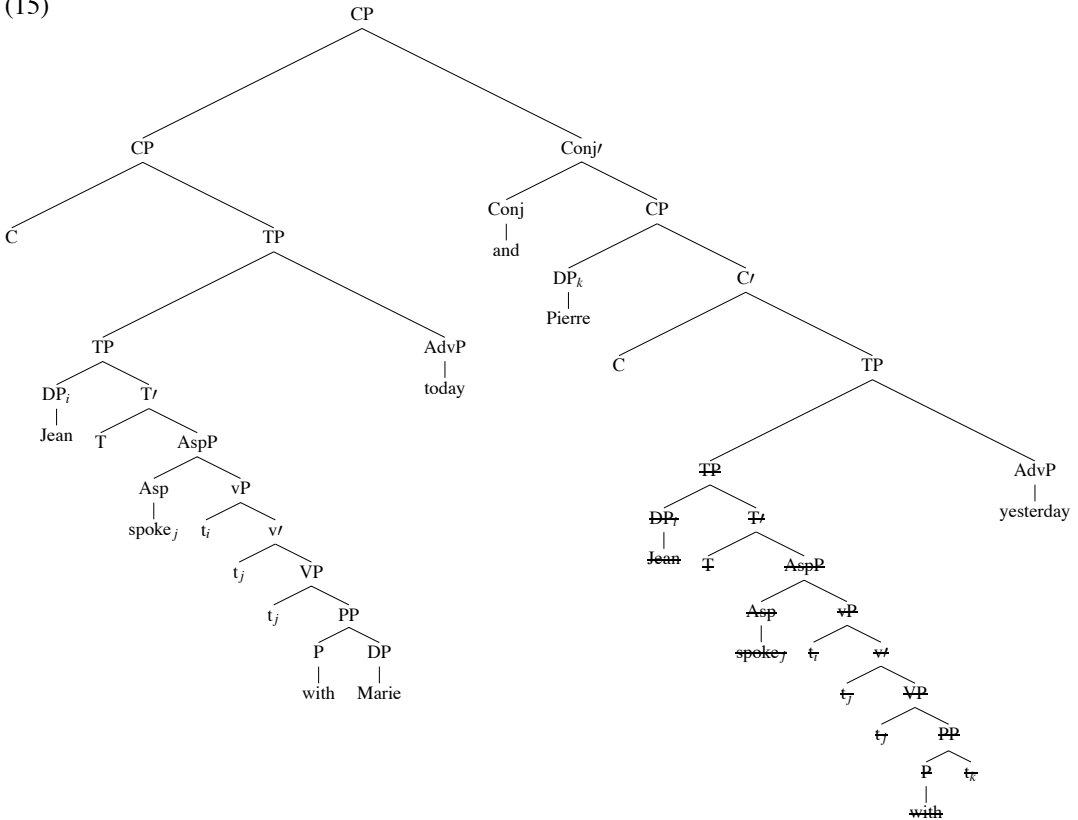 (15)
CP
CP Conj′
Conj CP
C TP
and
DPₖ C′
Pierre
TP AdvP
C TP
today
DPᵢ T′
Jean T AspP
TP AdvP
Asp vP
yesterday
DPᵢ T′
spokeⱼ tᵢ v′
Jean T AspP
tⱼ VP
Asp vP
tⱼ PP
spokeⱼ tᵢ v′
P DP
with Marie
tⱼ VP
tⱼ PP
P tₖ
with